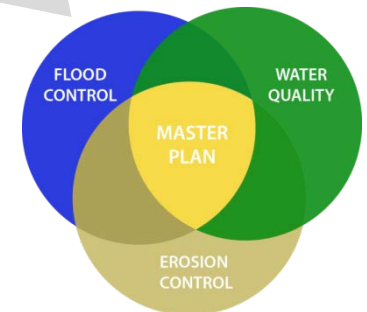 FLOOD
CONTROL
WATER
QUALITY
MASTER
PLAN
EROSION
CONTROL